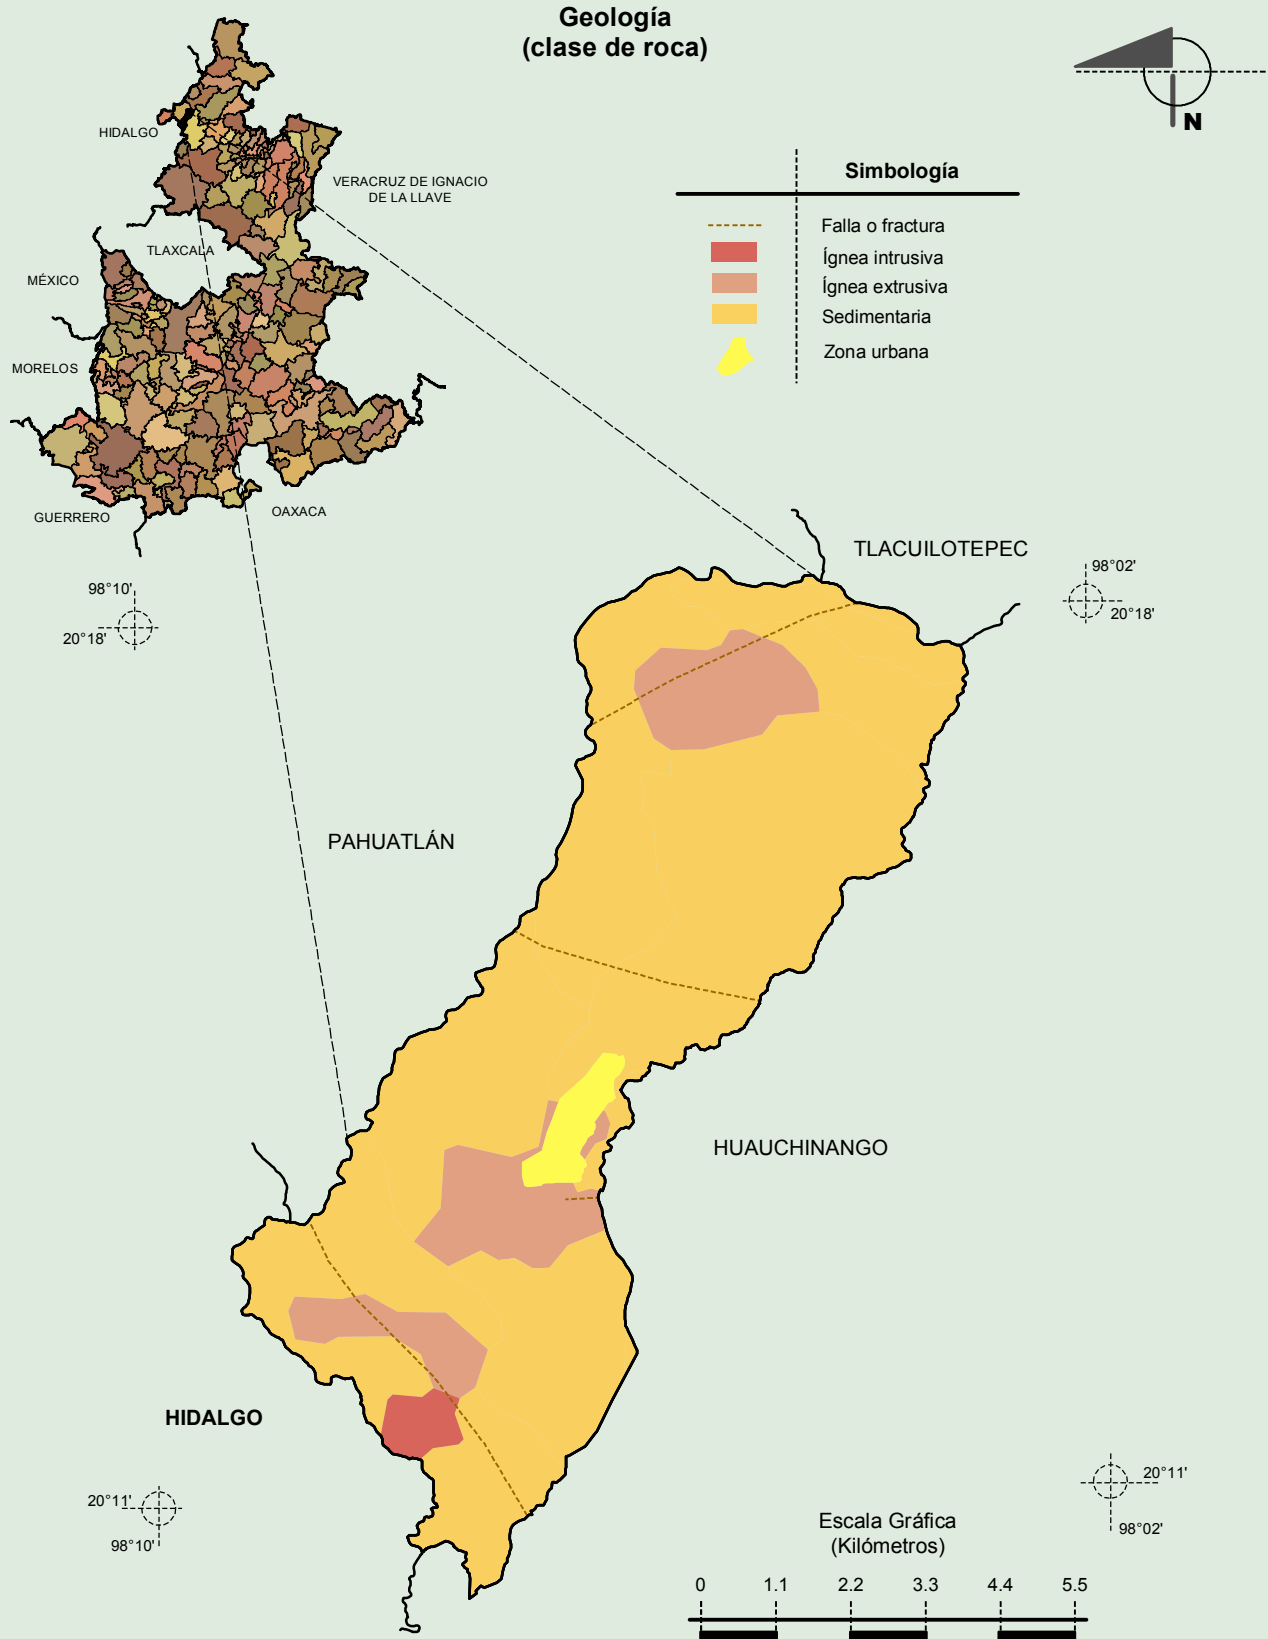 Geología
(clase de roca)
N
HIDALGO
VERACRUZ DE IGNACIO
DE LA LLAVE
TLAXCALA
MÉXICO
MORELOS
GUERRERO
OAXACA
Simbología
Falla o fractura
Ígnea intrusiva
Ígnea extrusiva
Sedimentaria
Zona urbana
TLACUILOTEPEC
98°10'
20°18'
98°02'
20°18'
PAHUATLÁN
HUAUCHINANGO
HIDALGO
20°11'
98°10'
20°11'
98°02'
Escala Gráfica
(Kilómetros)
0 1.1 2.2 3.3 4.4 5.5